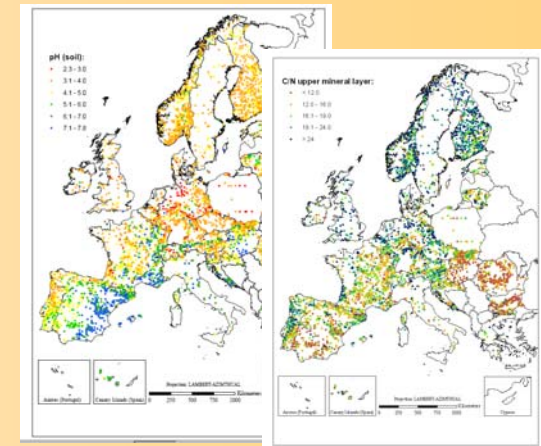 pH (soil):
2.3 - 3.0
3.1 - 4.0
4.1 - 5.0
5.1 - 6.0
6.1 - 7.0
7.1 - 7.8
Azores (Portugal)
Canary Islands (Spain)
Projection: LAMBERT-AZIMUTHAL
Kilometers
0 250 500 1000
C/N upper mineral layer:
< 12.0
12.0 - 16.0
16.1 - 19.0
19.1 - 24.0
> 24
Azores (Portugal)
Canary Islands (Spain)
Projection: LAMBERT-AZIMUTHAL
Kilometers
0 250 500 1000
Cyprus